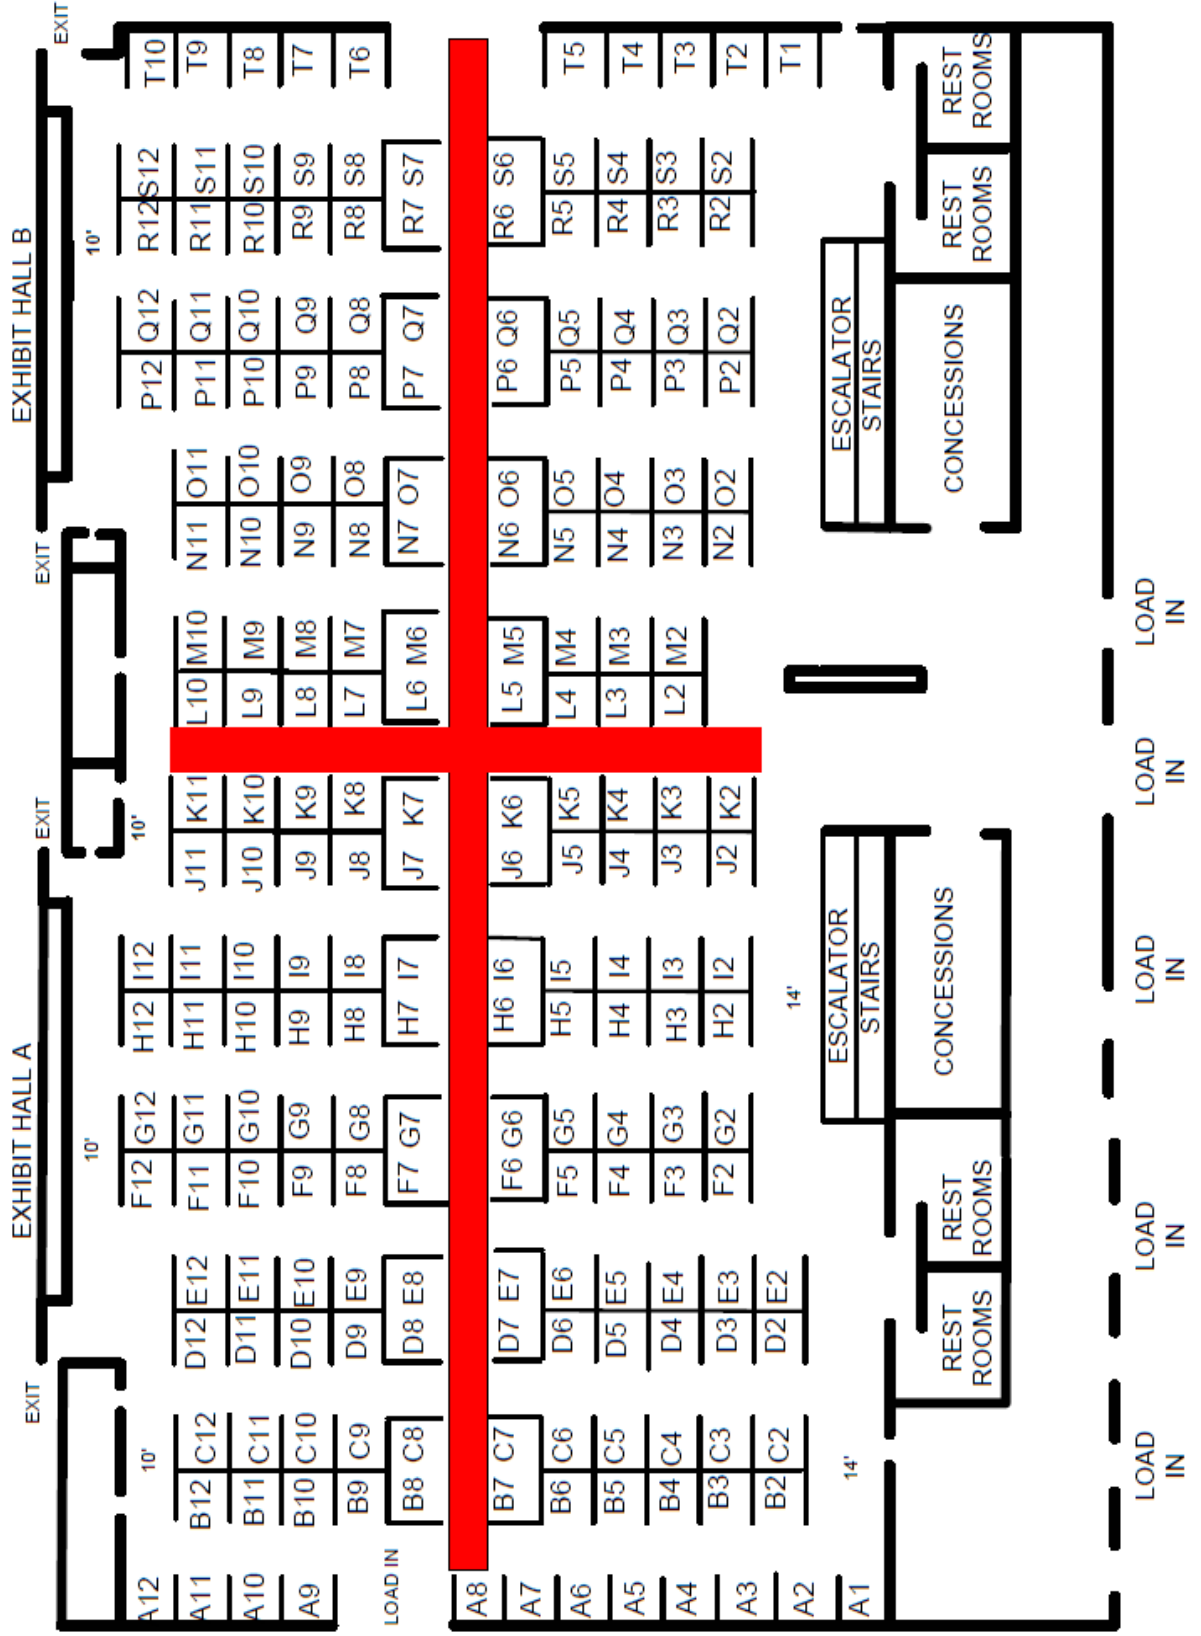 EXHIBIT HALL A EXHIBIT HALL B
EXIT EXIT EXIT EXIT
10' 10' 10' 10'
A12 F12 G12 H12 I12 P12 Q12 R12 S12 T10
A11 B12 C12 D12 E12 F11 G11 H11 I11 J11 K11 L10 M10 N11 O11 P11 Q11 R11 S11 T9
A10 B11 C11 D11 E11 F10 G10 H10 I10 J10 K10 L9 M9 N10 O10 P10 Q10 R10 S10 T8
A9 B10 C10 D10 E10 F9 G9 H9 I9 J9 K9 L8 M8 N9 O9 P9 Q9 R9 S9 T7
B9 C9 D9 E9 F8 G8 H8 I8 J8 K8 L7 M7 N8 O8 P8 Q8 R8 S8 T6
LOAD IN B8 C8 D8 E8 F7 G7 H7 I7 J7 K7 L6 M6 N7 O7 P7 Q7 R7 S7
A8
A7 B7 C7 D7 E7 F6 G6 H6 I6 J6 K6 L5 M5 N6 O6 P6 Q6 R6 S6
A6 B6 C6 D6 E6 F5 G5 H5 I5 J5 K5 L4 M4 N5 O5 P5 Q5 R5 S5 T5
A5 B5 C5 D5 E5 F4 G4 H4 I4 J4 K4 L3 M3 N4 O4 P4 Q4 R4 S4 T4
A4 B4 C4 D4 E4 F3 G3 H3 I3 J3 K3 L2 M2 N3 O3 P3 Q3 R3 S3 T3
A3 B3 C3 D3 E3 F2 G2 H2 I2 J2 K2 N2 O2 P2 Q2 R2 S2 T2
A2 B2 C2 D2 E2 14' T1
A1 14'
ESCALATOR ESCALATOR
STAIRS STAIRS
REST REST CONCESSIONS CONCESSIONS REST REST
ROOMS ROOMS ROOMS ROOMS
LOAD LOAD LOAD LOAD LOAD
IN IN IN IN IN